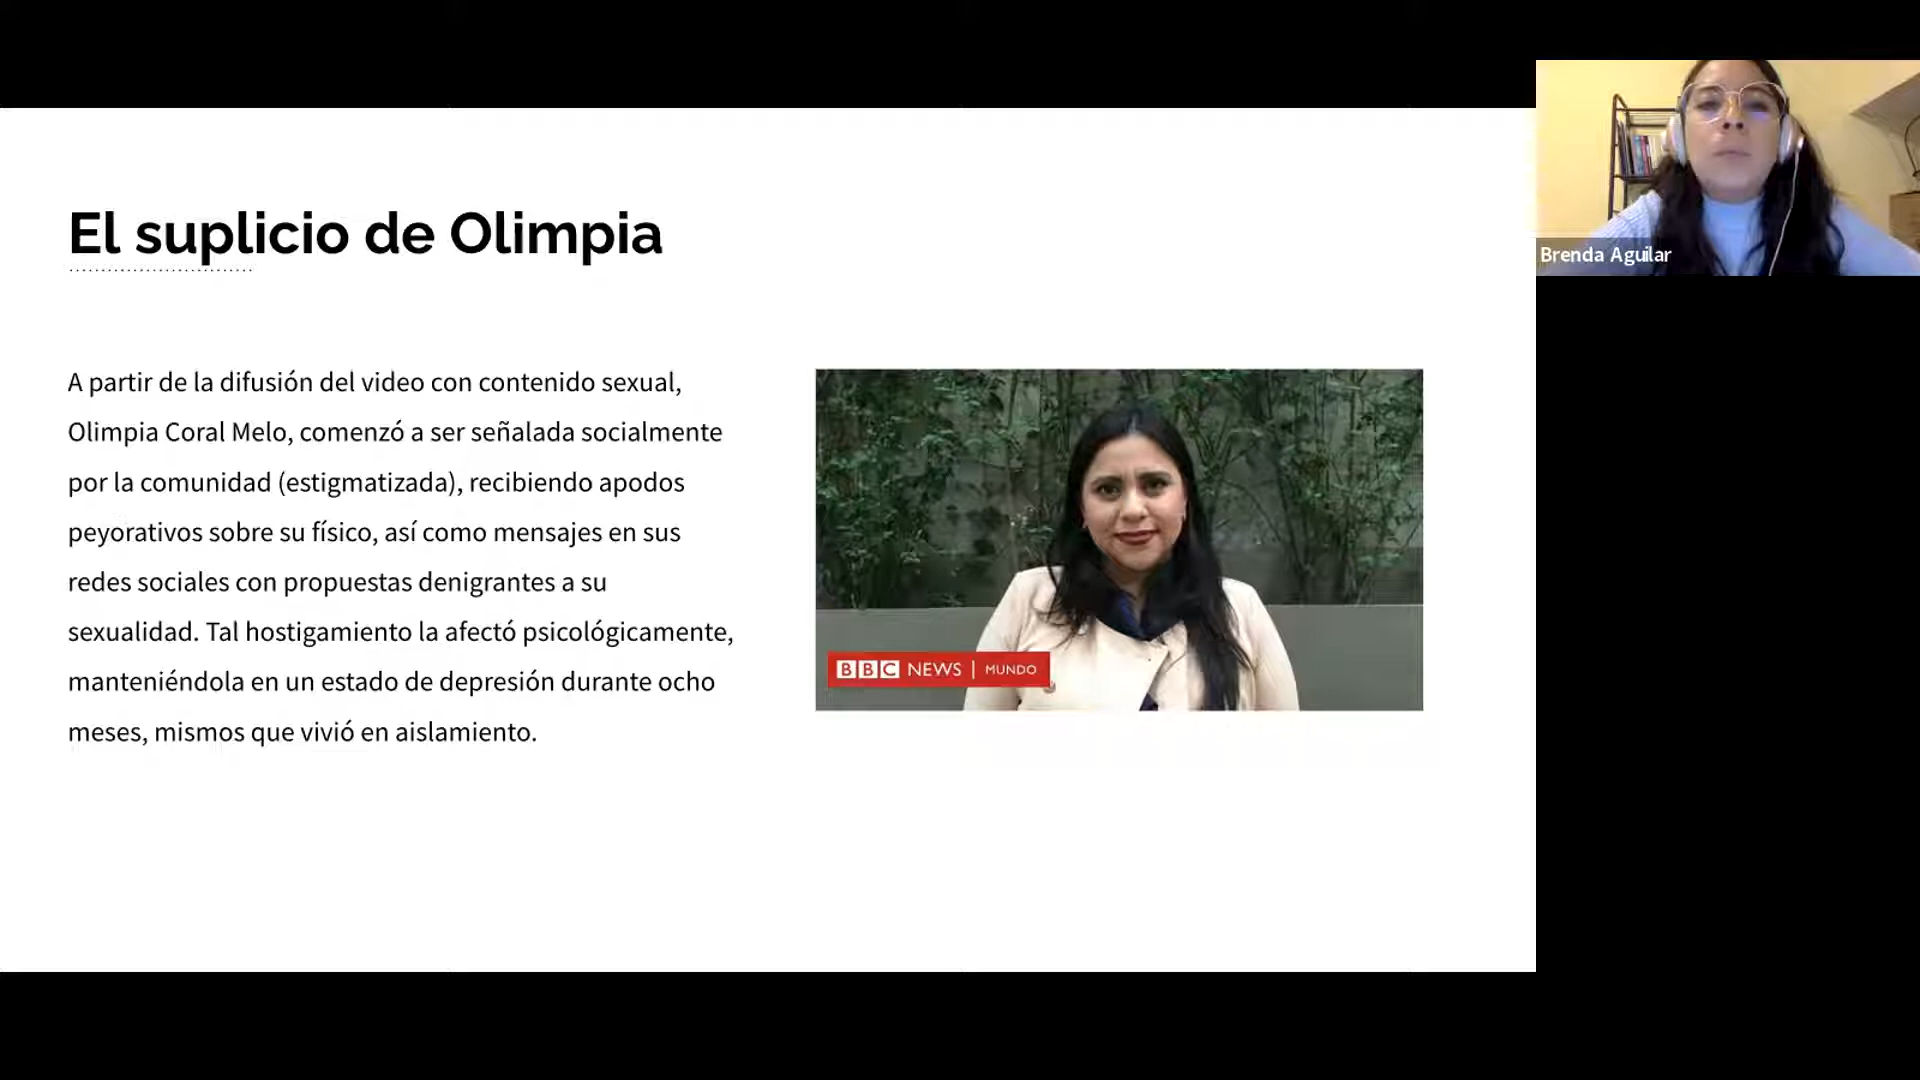 El suplicio de Olimpia
A partir de la difusión del video con contenido sexual,
Olimpia Coral Melo, comenzó a ser señalada socialmente
por la comunidad (estigmatizada), recibiendo apodos
peyorativos sobre su físico, así como mensajes en sus
redes sociales con propuestas denigrantes a su
sexualidad. Tal hostigamiento la afectó psicológicamente,
manteniéndola en un estado de depresión durante ocho
meses, mismos que vivió en aislamiento.
BBC NEWS | MUNDO
Brenda Aguilar